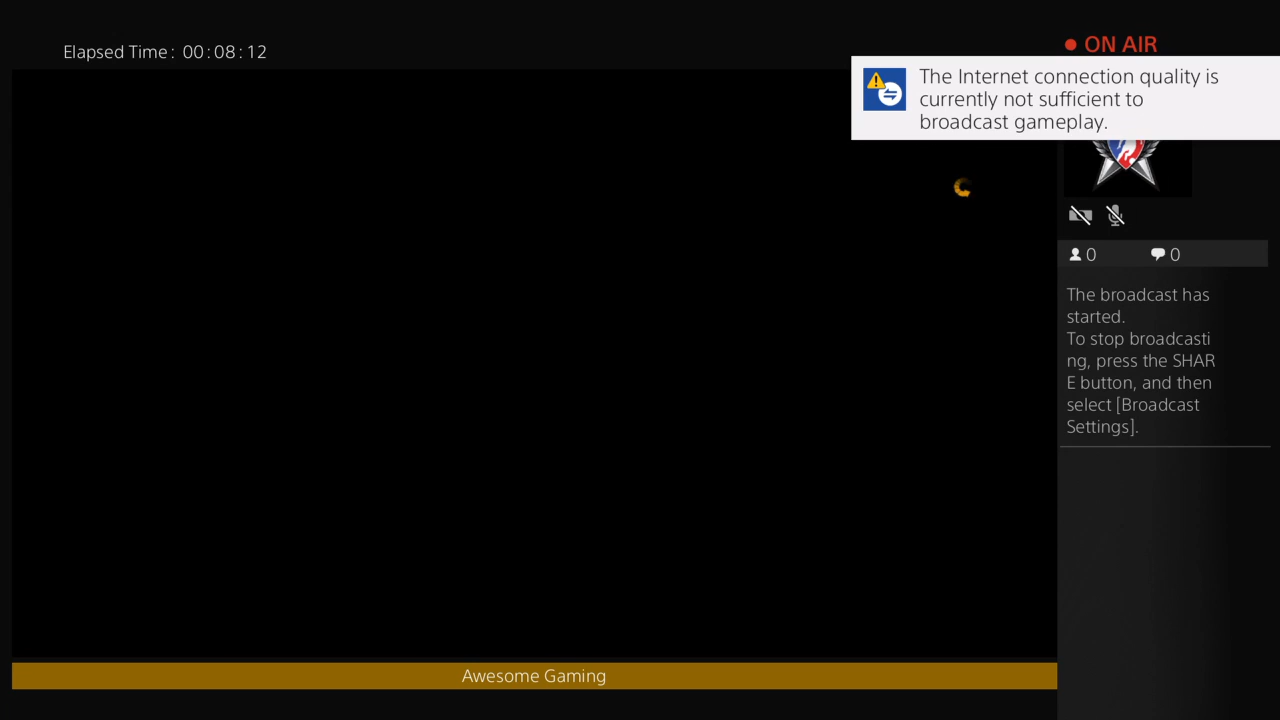 Elapsed Time: 00:08:12
ON AIR
The Internet connection quality is
currently not sufficient to
broadcast gameplay.
0
0
The broadcast has
started.
To stop broadcasti
ng, press the SHAR
E button, and then
select [Broadcast
Settings].
Awesome Gaming